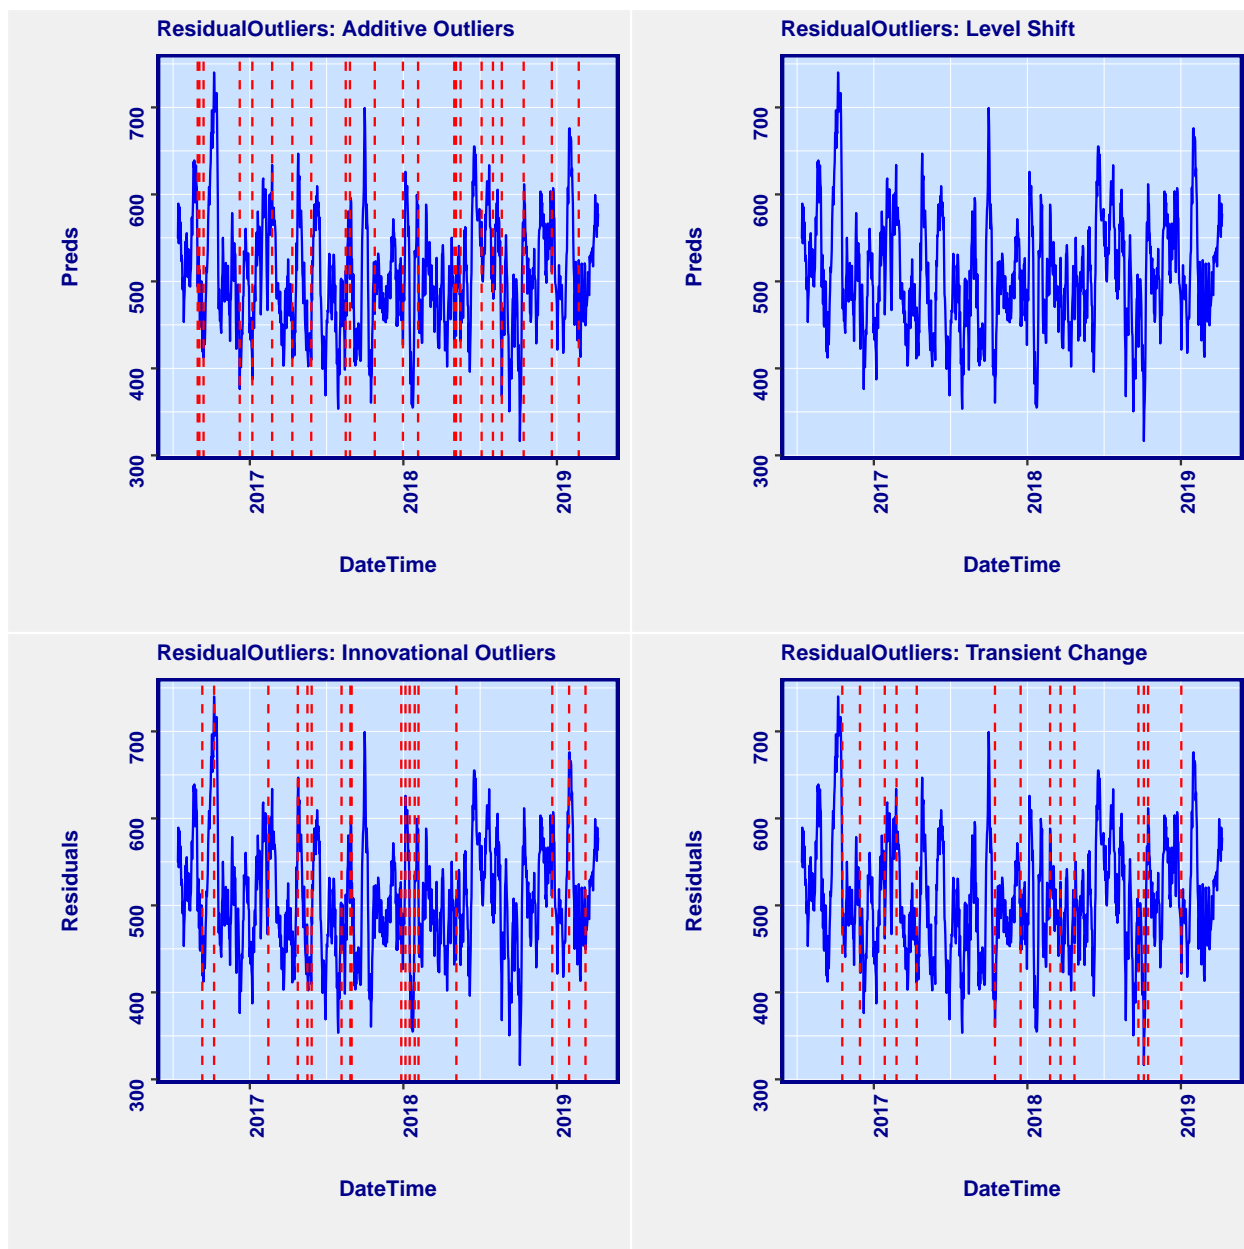 ResidualOutliers: Additive Outliers
700
600
500
400
300
Preds
2017
2018
2019
DateTime
ResidualOutliers: Level Shift
700
600
500
400
300
Preds
2017
2018
2019
DateTime
ResidualOutliers: Innovational Outliers
700
600
500
400
300
Residuals
2017
2018
2019
DateTime
ResidualOutliers: Transient Change
700
600
500
400
300
Residuals
2017
2018
2019
DateTime